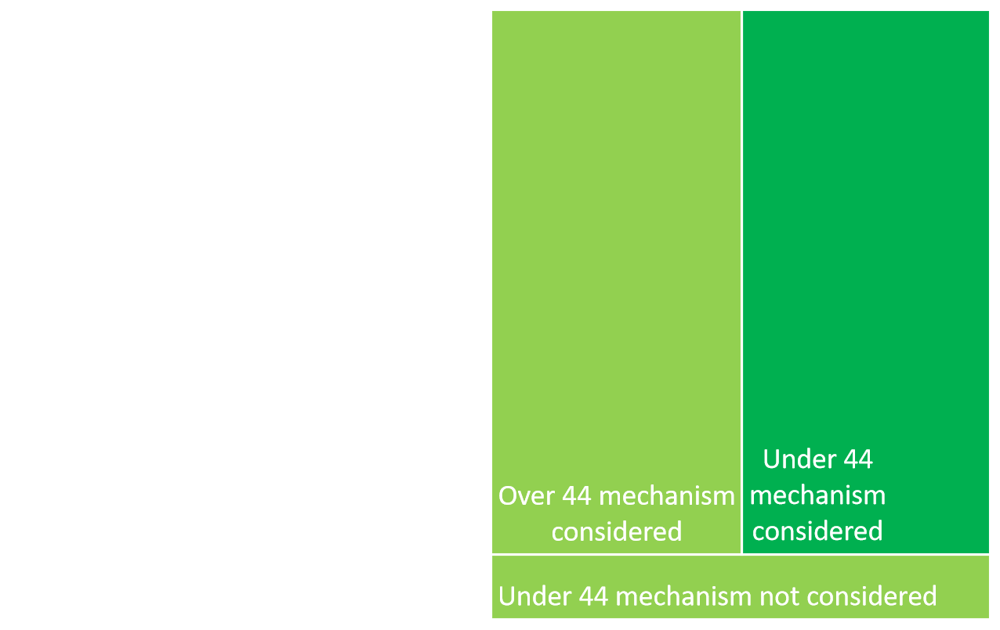 Over 44 mechanism
considered
Under 44
mechanism
considered
Under 44 mechanism not considered